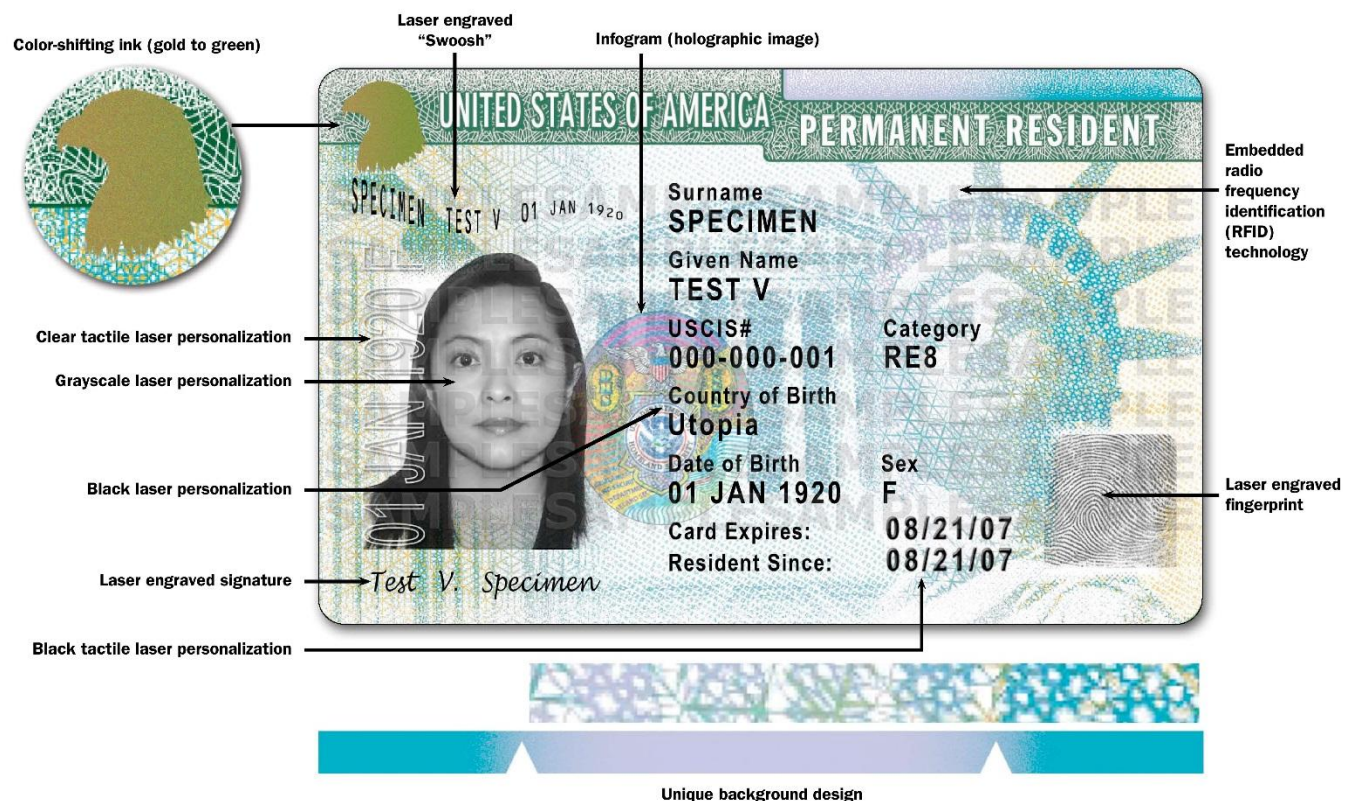 Color-shifting ink (gold to green)
Laser engraved
“Swoosh”
Infogram (holographic image)
UNITED STATES OF AMERICA
PERMANENT RESIDENT
Embedded
radio
frequency
identification
(RFID)
technology
SPECIMEN TEST V 01 JAN 1920
Surname
SPECIMEN
Given Name
TEST V
USCIS# Category
000-000-001 RE8
Country of Birth
Utopia
Date of Birth Sex
01 JAN 1920 F
Card Expires: 08/21/07
Resident Since: 08/21/07
01 JAN 1920 F
Clear tactile laser personalization
Grayscale laser personalization
Black laser personalization
Laser engraved signature
Test V. Specimen
Black tactile laser personalization
Laser engraved
fingerprint
Unique background design